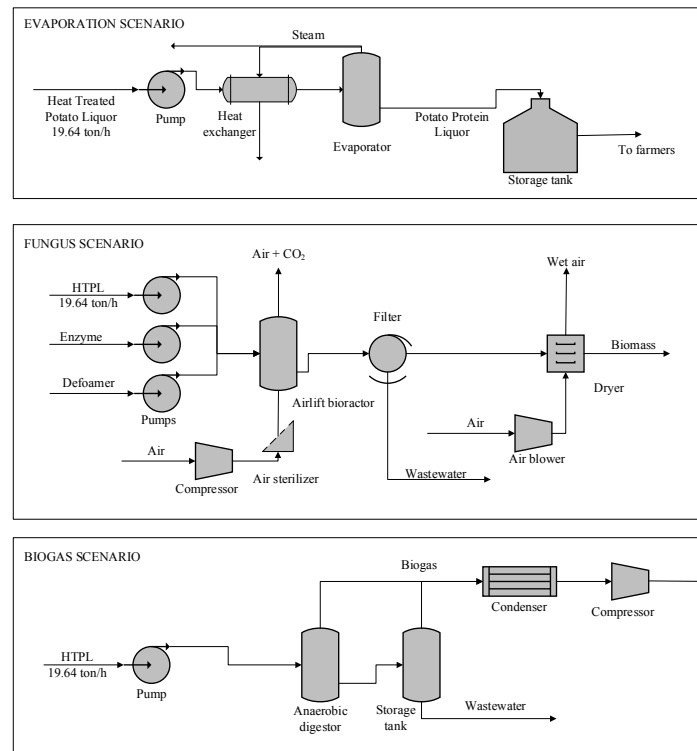 EVAPORATION SCENARIO
Steam
Heat Treated
Potato Liquor
19.64 ton/h
Pump
Heat
exchanger
Evaporator
Potato Protein
Liquor
Storage tank
To farmers
FUNGUS SCENARIO
Air + CO₂
Wet air
HTPL
19.64 ton/h
Filter
Enzyme
Biomass
Defoamer
Dryer
Pumps
Airlift bioractor
Air
Air
Compressor
Air sterilizer
Air blower
Wastewater
BIOGAS SCENARIO
Biogas
Condenser
Compressor
HTPL
19.64 ton/h
Pump
Anaerobic
digestor
Storage
tank
Wastewater